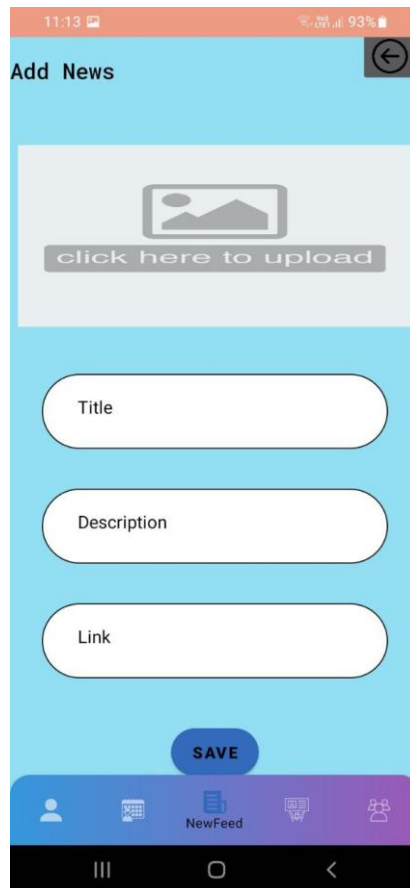 11:13 93%
Add News
click here to upload
Title
Description
Link
SAVE
NewFeed